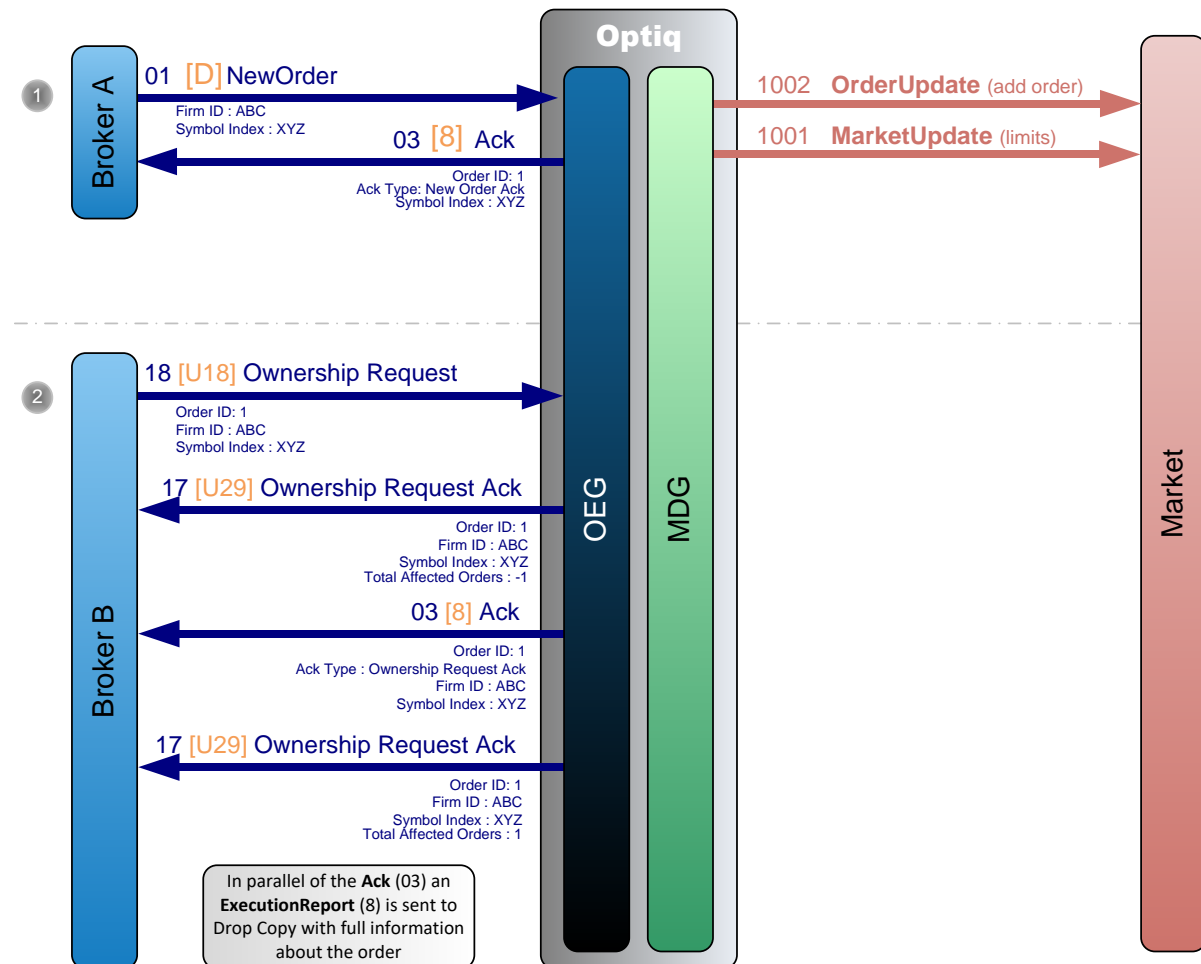 Optiq
1
Broker A
01 [D] NewOrder
Firm ID : ABC
Symbol Index : XYZ
03 [8] Ack
Order ID: 1
Ack Type: New Order Ack
Symbol Index : XYZ
1002 OrderUpdate (add order)
1001 MarketUpdate (limits)
2
Broker B
18 [U18] Ownership Request
Order ID: 1
Firm ID : ABC
Symbol Index : XYZ
17 [U29] Ownership Request Ack
Order ID: 1
Firm ID : ABC
Symbol Index : XYZ
Total Affected Orders : -1
03 [8] Ack
Order ID: 1
Ack Type : Ownership Request Ack
Firm ID : ABC
Symbol Index : XYZ
17 [U29] Ownership Request Ack
Order ID: 1
Firm ID : ABC
Symbol Index : XYZ
Total Affected Orders : 1
OEG
MDG
Market
In parallel of the Ack (03) an
ExecutionReport (8) is sent to
Drop Copy with full information
about the order